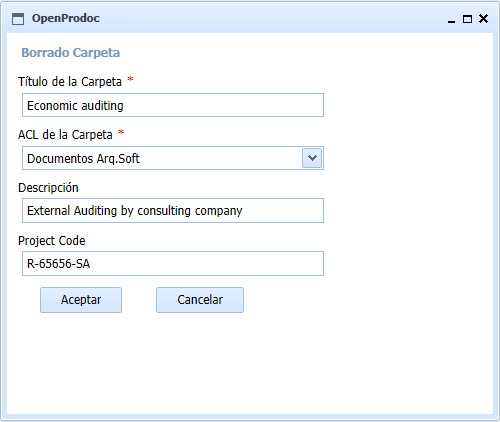 OpenProdoc
Borrado Carpeta
Título de la Carpeta *
Economic auditing
ACL de la Carpeta *
Documentos Arq.Soft
Descripción
External Auditing by consulting company
Project Code
R-65656-SA
Aceptar Cancelar